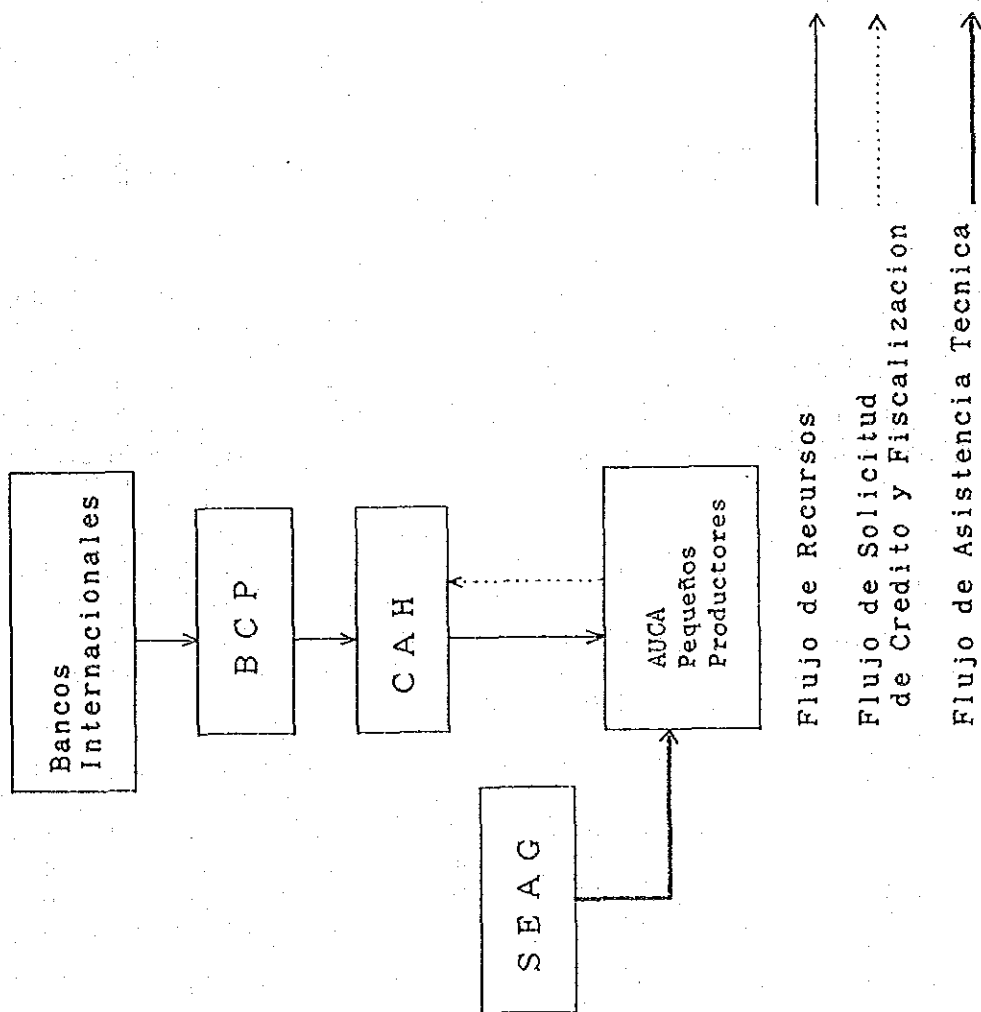 Bancos
Internacionales
B C P
C A H
AUCA
Pequeños
Productores
S E A G
Flujo de Recursos
Flujo de Solicitud
de Credito y Fiscalizacion
Flujo de Asistencia Tecnica